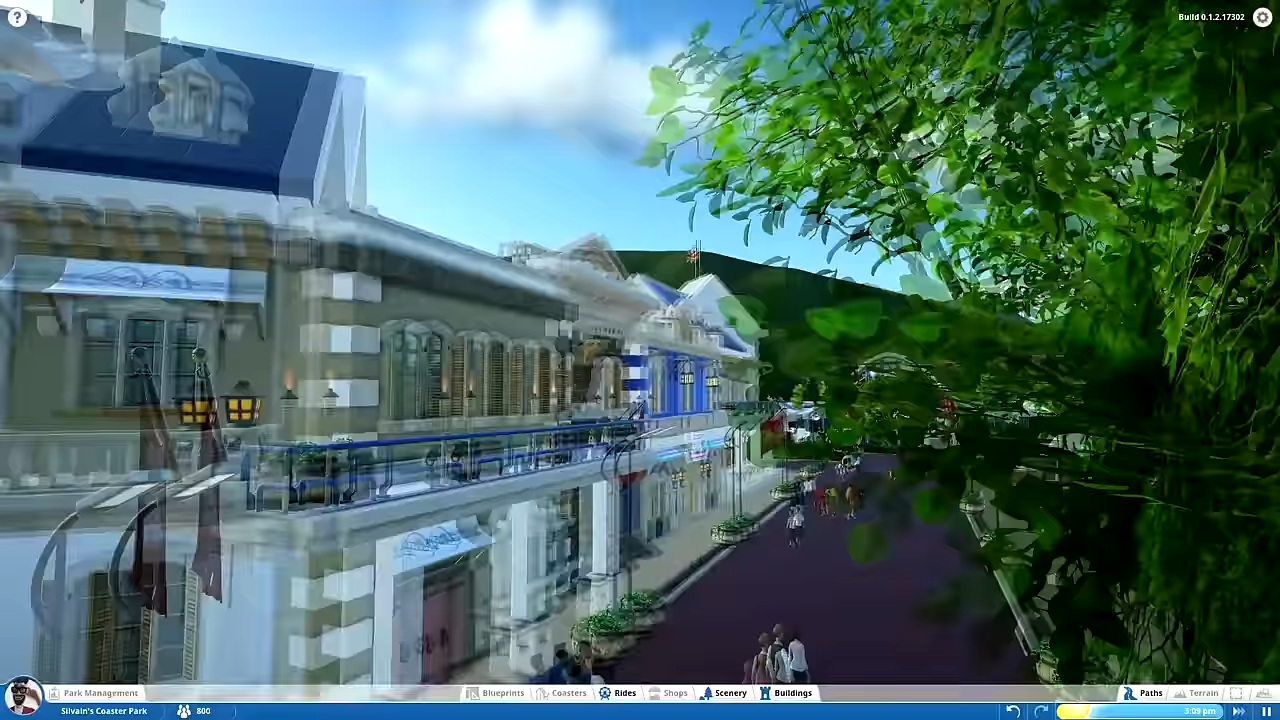 ?
Build 0.1.2.17302
Park Management
Blueprints
Coasters
Rides
Shops
Scenery
Buildings
Paths
Terrain
Silvain's Coaster Park
800
3:09 pm